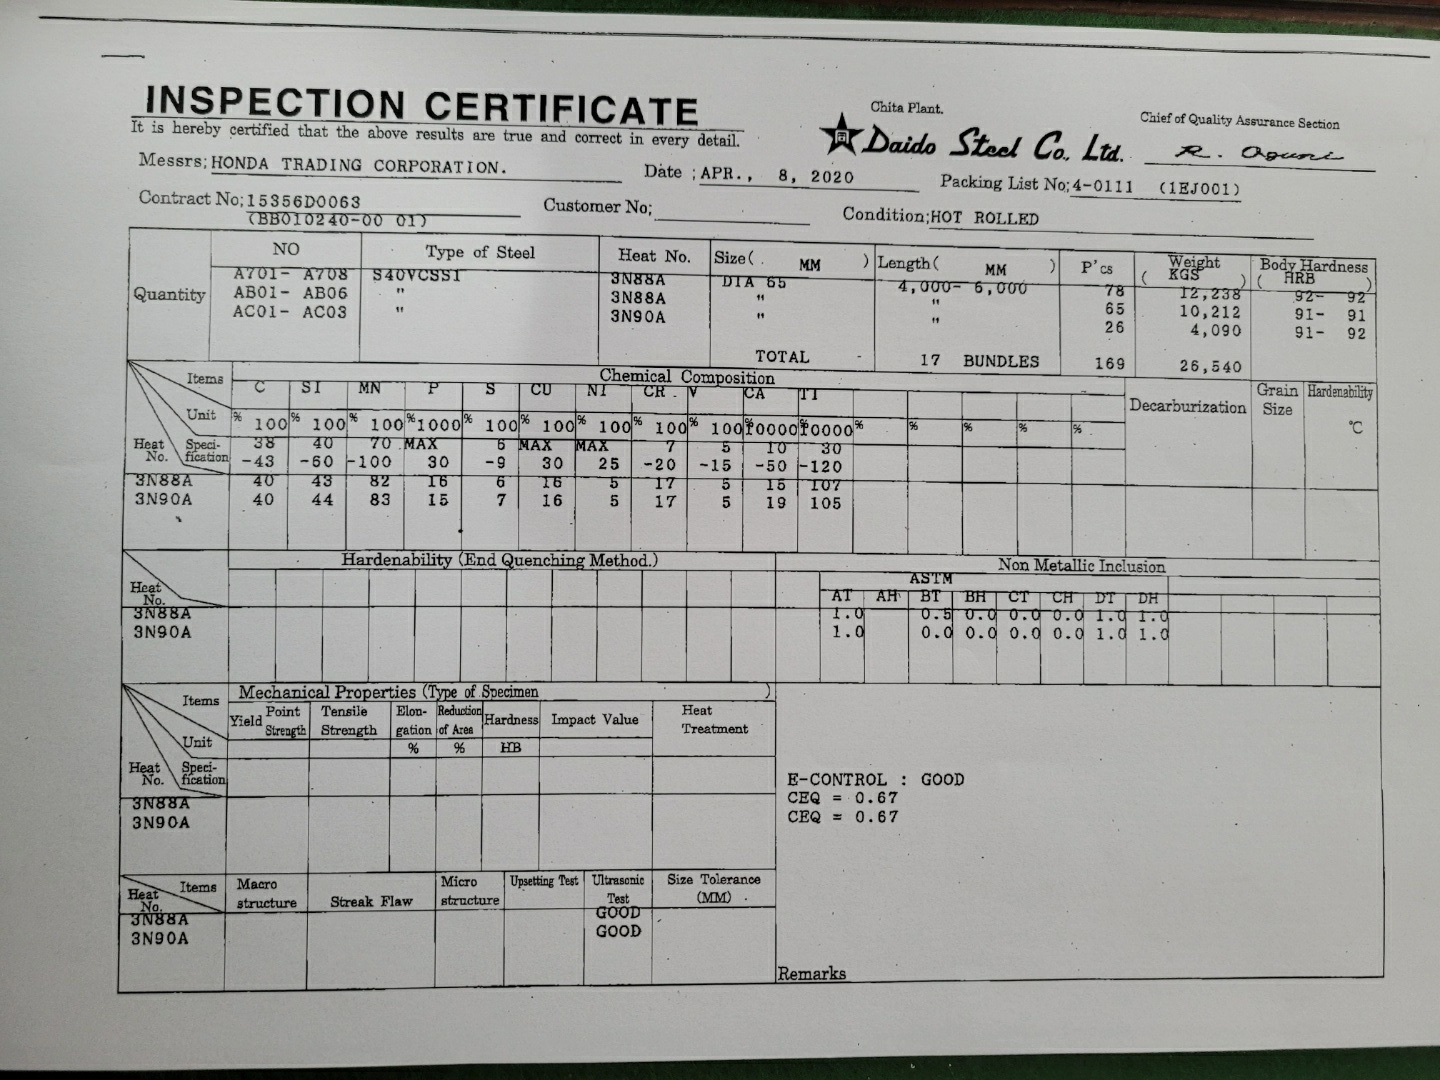 INSPECTION CERTIFICATE
It is hereby certified that the above results are true and correct in every detail.
Chita Plant.
Daido Steel Co. Ltd.
Chief of Quality Assurance Section
R. Oguni
Messrs; HONDA TRADING CORPORATION.
Date ; APR., 8, 2020
Packing List No; 4-0111 (1EJ001)
Contract No; 15356D0063
(BB010240-00 01)
Customer No;
Condition; HOT ROLLED
NO Type of Steel Heat No. Size( MM ) Length( MM ) P'cs Weight ( KGS ) Body Hardness ( HRB )
Quantity
A701- A708 S40VCSS1 3N88A DIA 65 4,000- 6,000 78 12,238 92- 92
AB01- AB06 " 3N88A " " 65 10,212 91- 91
AC01- AC03 " 3N90A " " 26 4,090 91- 92
TOTAL - 17 BUNDLES 169 26,540
Chemical Composition
Items C SI MN P S CU NI CR V CA TI Decarburization Grain Size Hardenability
Unit % 100 % 100 % 100 % 1000 % 100 % 100 % 100 % 100 % 100 % 10000 % 10000 % % % % % °C
Heat No. Speci-fication 38 40 70 MAX 6 MAX MAX 7 5 10 30
-43 -60 -100 30 -9 30 25 -20 -15 -50 -120
3N88A 40 43 82 16 6 16 5 17 5 15 107
3N90A 40 44 83 15 7 16 5 17 5 19 105
Hardenability (End Quenching Method.)
Non Metallic Inclusion
ASTM
Heat No. AT AH BT BH CT CH DT DH
3N88A 1.0 0.5 0.0 0.0 0.0 1.0 1.0
3N90A 1.0 0.0 0.0 0.0 0.0 1.0 1.0
Mechanical Properties (Type of Specimen )
Items Yield Point Strength Tensile Strength Elon-gation Reduction of Area Hardness Impact Value Heat Treatment
Unit % % HB
Heat No. Speci-fication
3N88A
3N90A
E-CONTROL : GOOD
CEQ = 0.67
CEQ = 0.67
Heat No. Items Macro structure Streak Flaw Micro structure Upsetting Test Ultrasonic Test Size Tolerance (MM)
3N88A GOOD
3N90A GOOD
Remarks